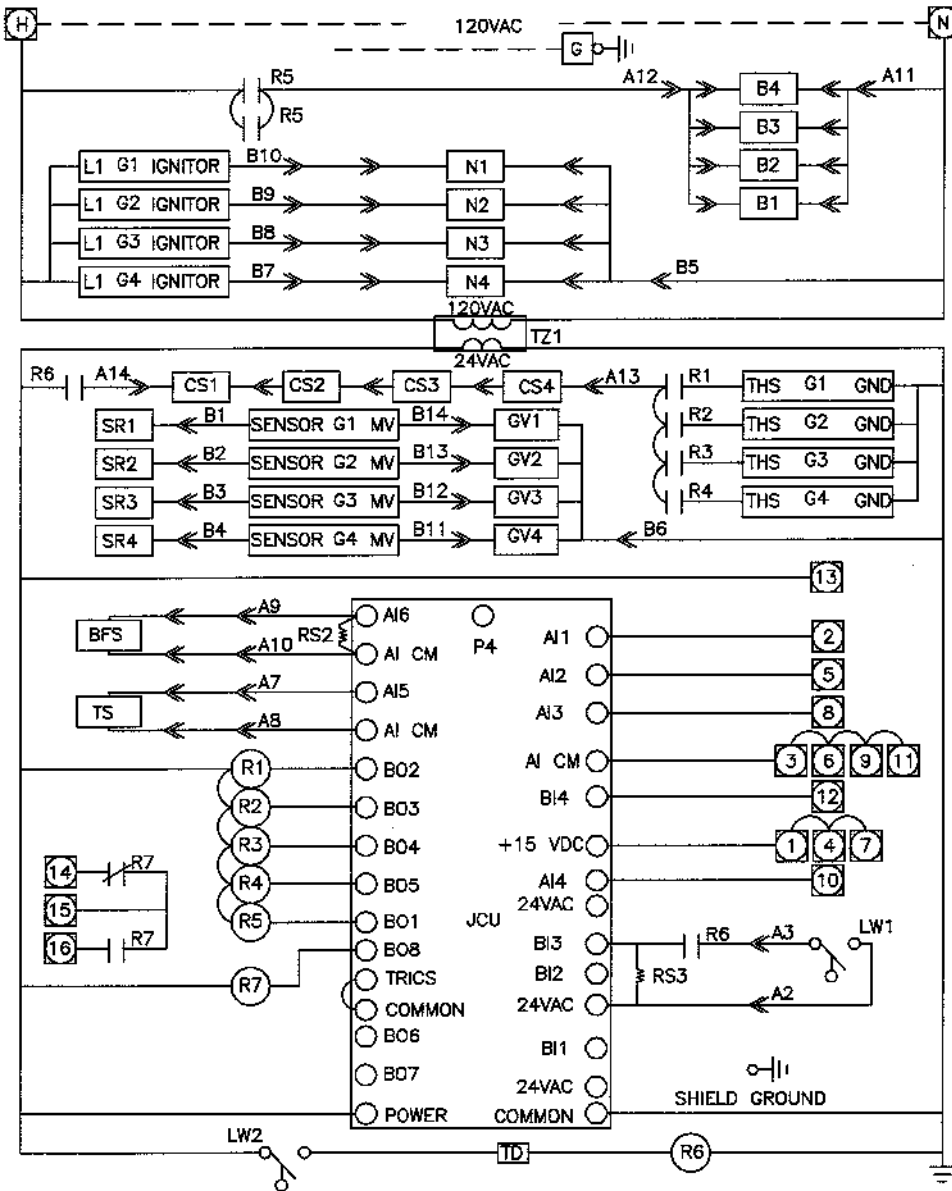 H 120VAC N
G
R5 A12 B4 A11
R5
B3
B2
B1
L1 G1 IGNITOR B10 N1
L1 G2 IGNITOR B9 N2
L1 G3 IGNITOR B8 N3
L1 G4 IGNITOR B7 N4 B5
120VAC
TZ1
24VAC
R6 A14 CS1 CS2 CS3 CS4 A13 R1 THS G1 GND
SR1 B1 SENSOR G1 MV B14 GV1 R2 THS G2 GND
SR2 B2 SENSOR G2 MV B13 GV2 R3 THS G3 GND
SR3 B3 SENSOR G3 MV B12 GV3 R4 THS G4 GND
SR4 B4 SENSOR G4 MV B11 GV4 B6
13
A9 AI6 P4
BFS RS2 AI1 2
A10 AI CM
AI2 5
A7 AI5
TS AI3 8
A8 AI CM
R1 BO2 AI CM 3 6 9 11
R2 BO3 BI4 12
R3 BO4 +15 VDC 1 4 7
14 R7 R4 BO5 AI4 10
24VAC
15 R5 BO1 JCU
16 R7 BO8 BI3 R6 A3 LW1
R7 TRICS BI2 RS3
COMMON 24VAC A2
BO6
BI1
BO7 24VAC
SHIELD GROUND
POWER COMMON
LW2 TD R6